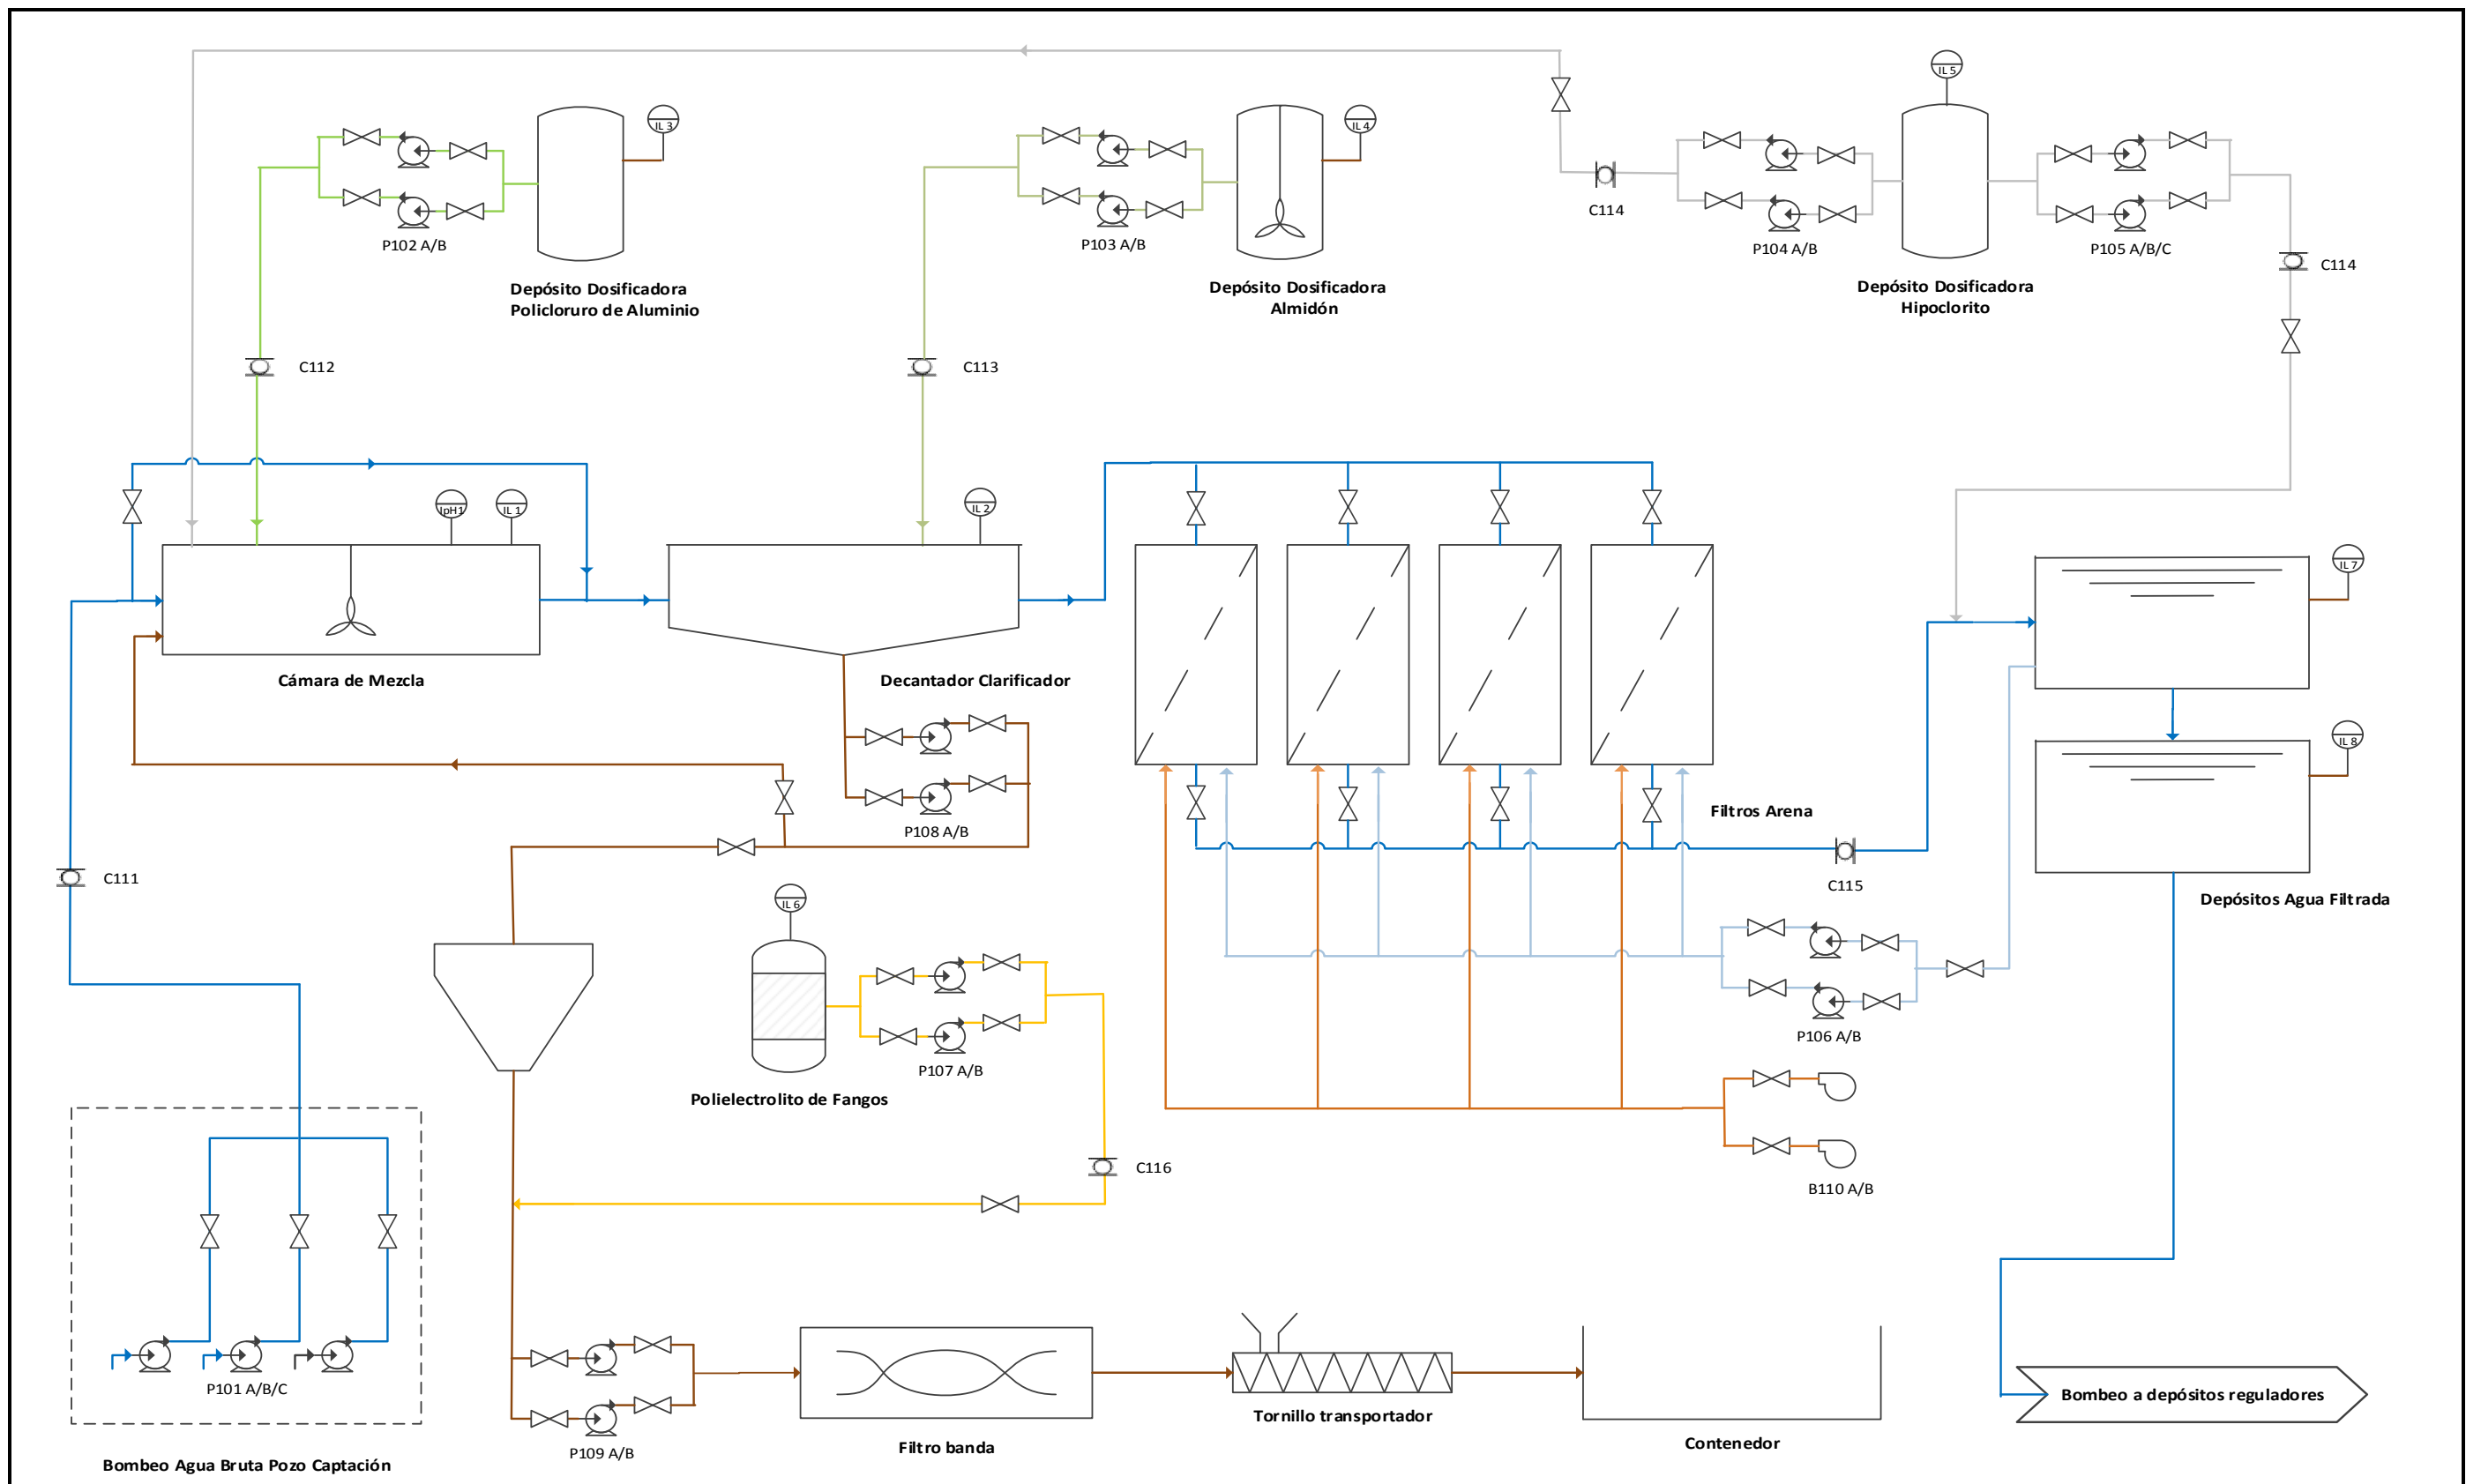 IL 5
IL 3
IL 4
C114
P102 A/B
P103 A/B
P104 A/B
P105 A/B/C
C114
Depósito Dosificadora
Policloruro de Aluminio
Depósito Dosificadora
Almidón
Depósito Dosificadora
Hipoclorito
C112
C113
IpH1
IL 1
IL 2
IL 7
Cámara de Mezcla
Decantador Clarificador
IL 8
P108 A/B
Filtros Arena
C111
C115
IL 6
Depósitos Agua Filtrada
P106 A/B
P107 A/B
Polielectrolito de Fangos
C116
B110 A/B
P101 A/B/C
Bombeo a depósitos reguladores
Tornillo transportador
P109 A/B
Filtro banda
Contenedor
Bombeo Agua Bruta Pozo Captación